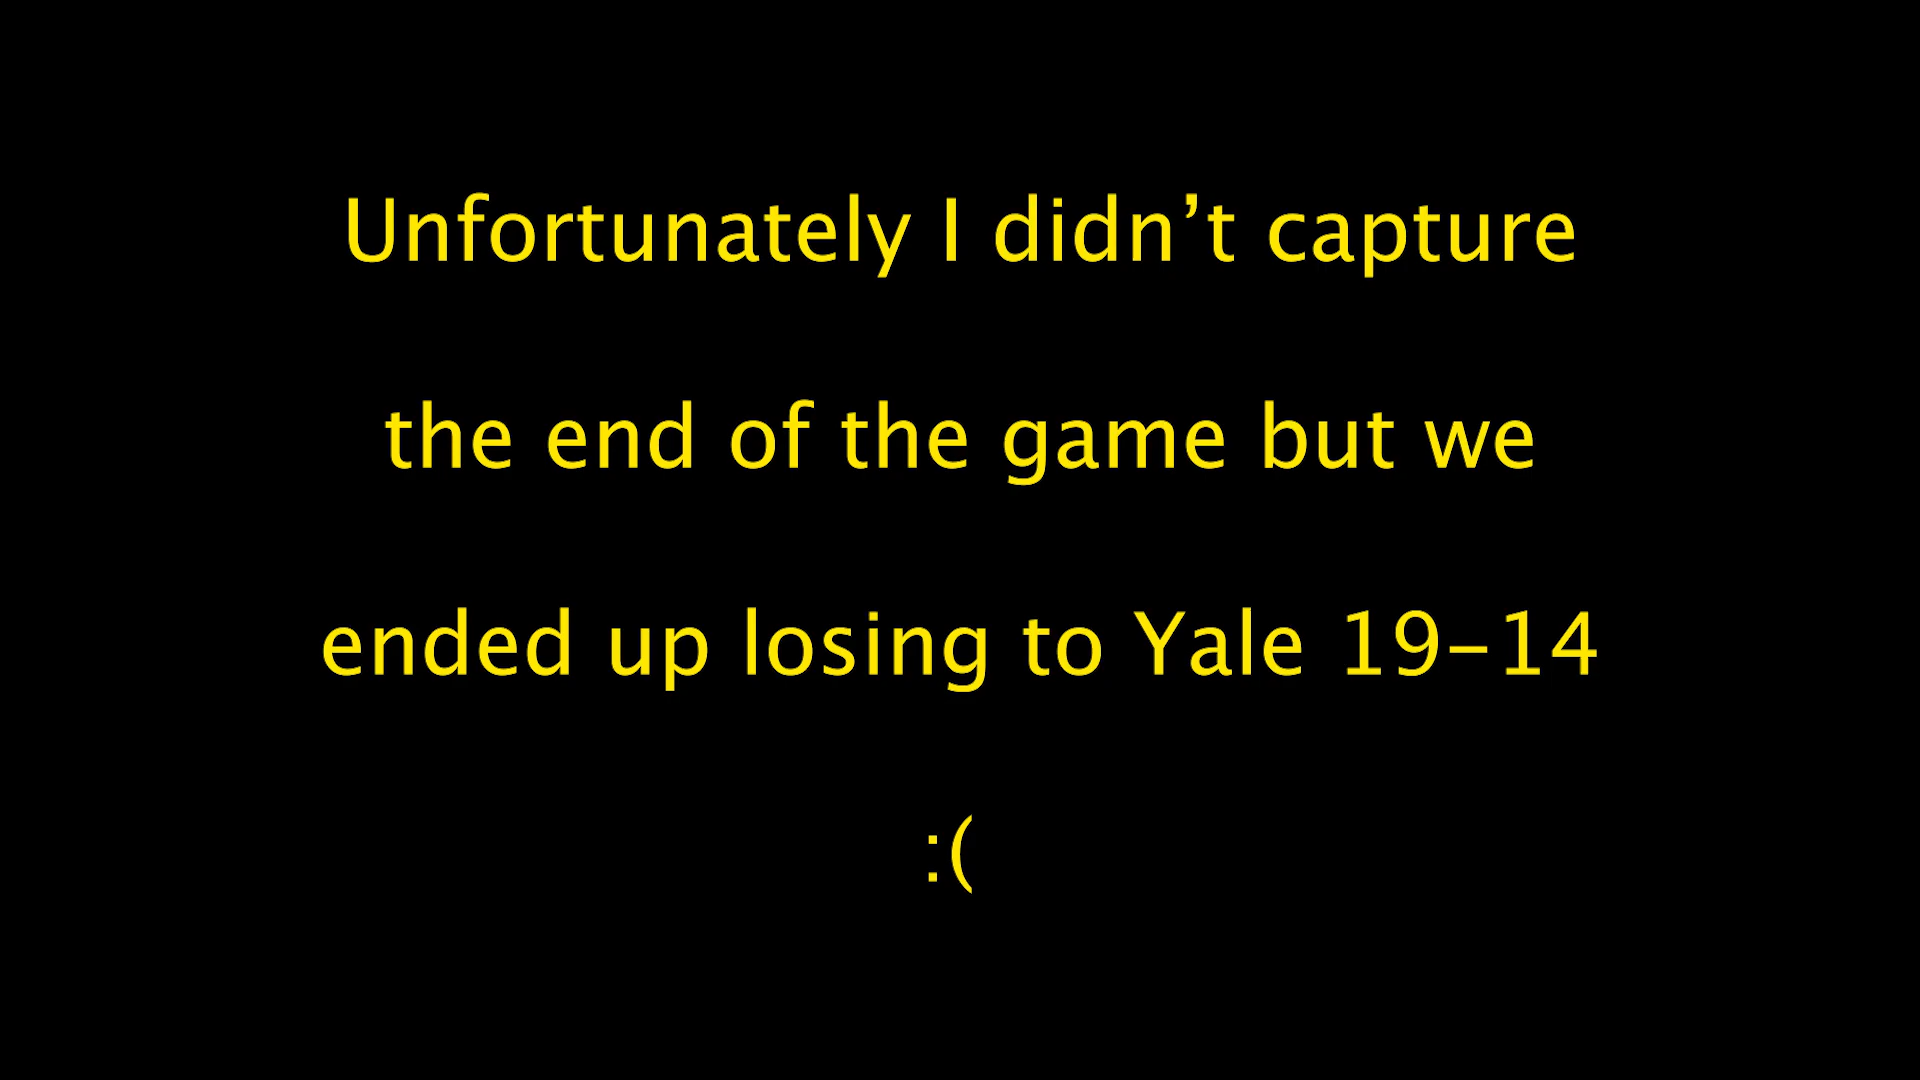 Unfortunately I didn’t capture
the end of the game but we
ended up losing to Yale 19-14
:(